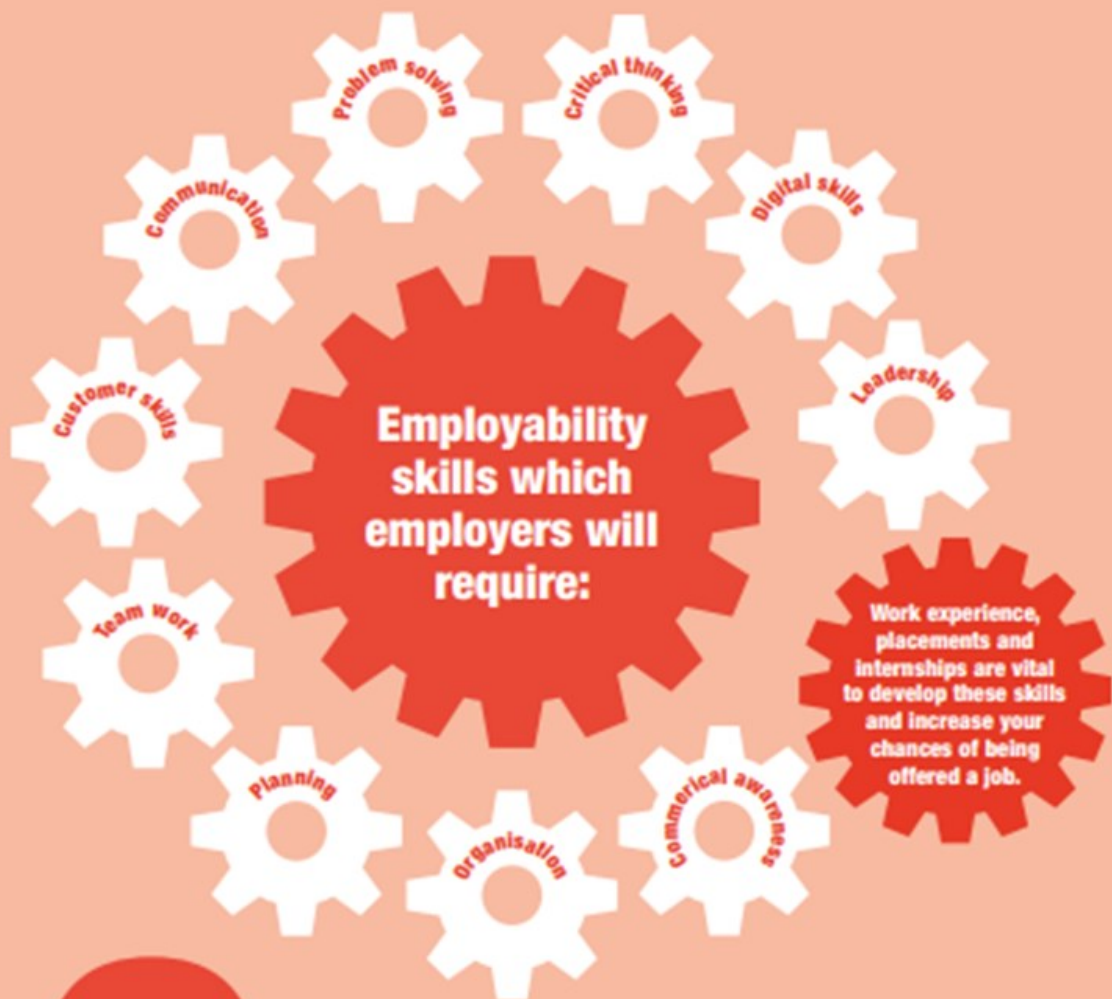 Problem solving
Critical thinking
Communication
Digital skills
Customer skills
Leadership
Employability
skills which
employers will
require:
Team work
Work experience,
placements and
internships are vital
to develop these skills
and increase your
chances of being
offered a job.
Planning
Organisation
Commerical awareness